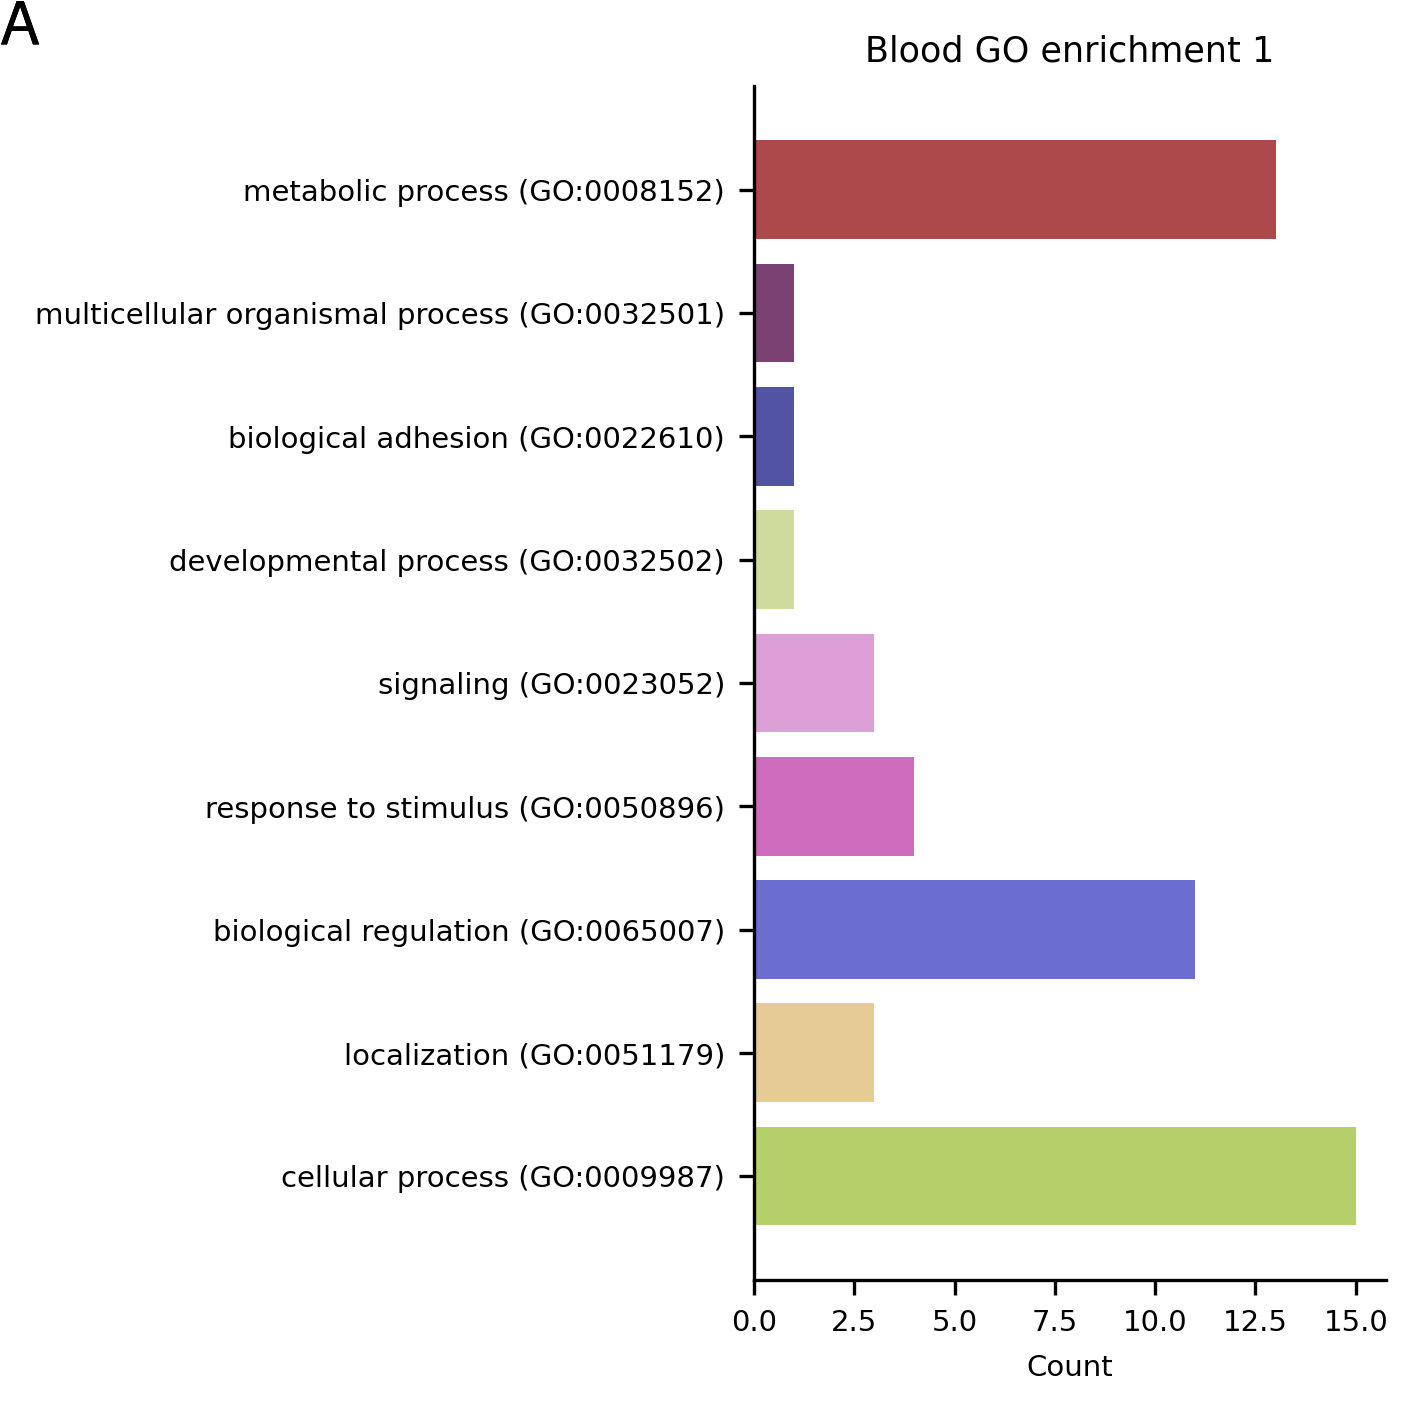 A
Blood GO enrichment 1
metabolic process (GO:0008152)
multicellular organismal process (GO:0032501)
biological adhesion (GO:0022610)
developmental process (GO:0032502)
signaling (GO:0023052)
response to stimulus (GO:0050896)
biological regulation (GO:0065007)
localization (GO:0051179)
cellular process (GO:0009987)
0.0 2.5 5.0 7.5 10.0 12.5 15.0
Count